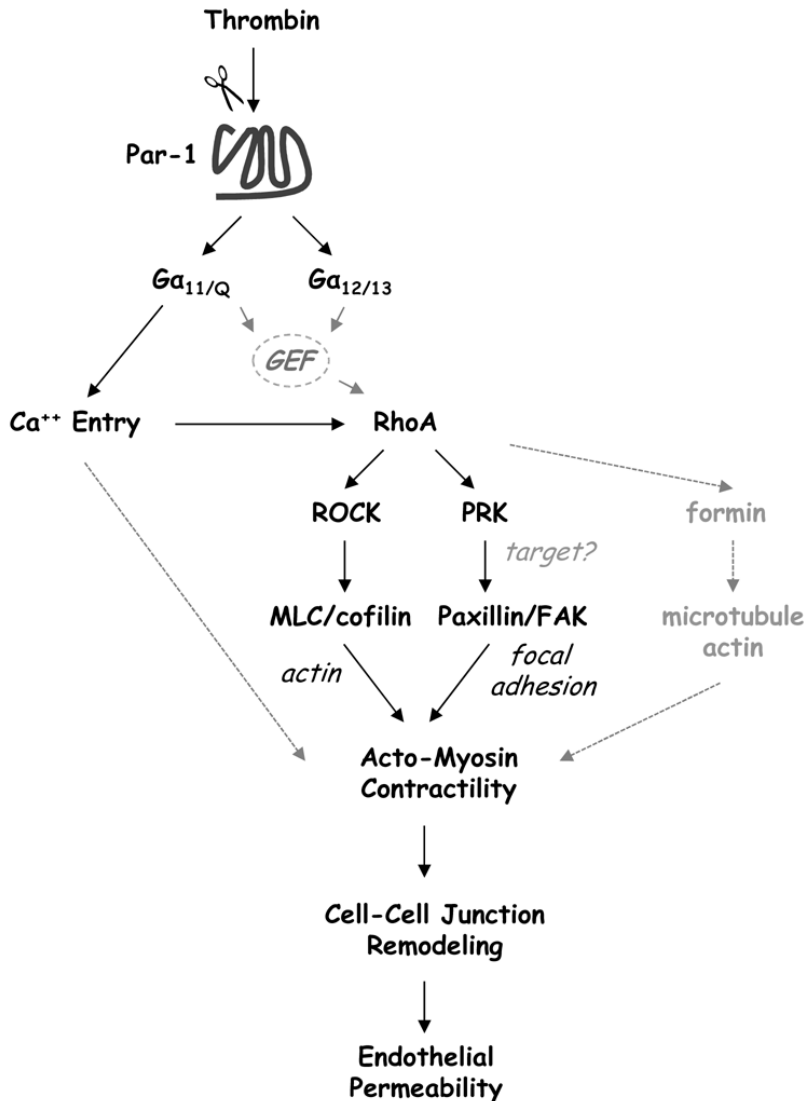 Thrombin
Par-1
Gα11/Q
Gα12/13
GEF
Ca++ Entry
RhoA
ROCK
PRK
formin
target?
MLC/cofilin
Paxillin/FAK
microtubule
actin
actin
focal
adhesion
Acto-Myosin
Contractility
Cell-Cell Junction
Remodeling
Endothelial
Permeability